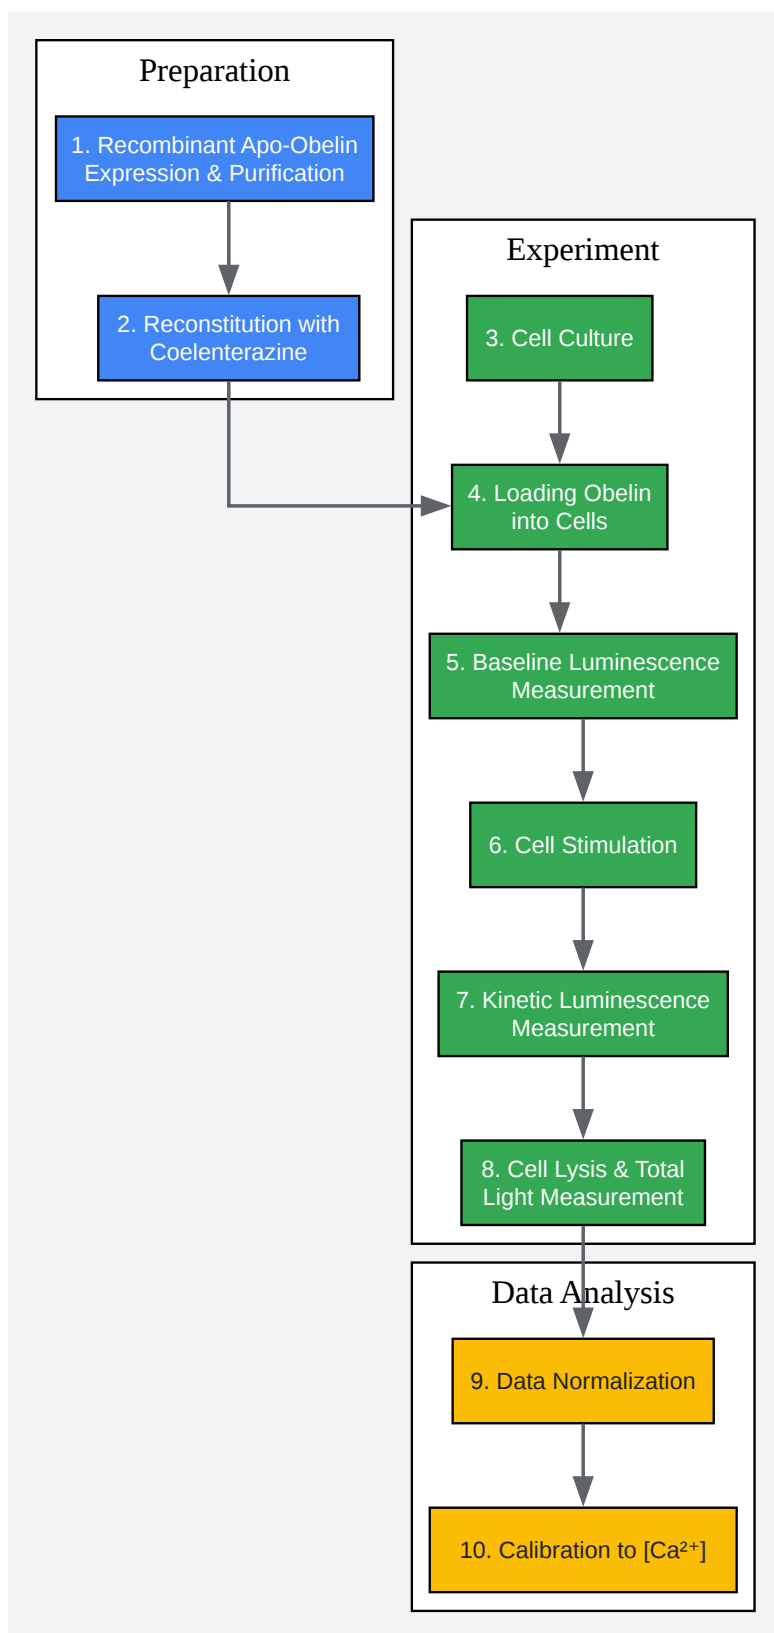 Preparation
1. Recombinant Apo-Obelin
Expression & Purification
2. Reconstitution with
Coelenterazine
Experiment
3. Cell Culture
4. Loading Obelin
into Cells
5. Baseline Luminescence
Measurement
6. Cell Stimulation
7. Kinetic Luminescence
Measurement
8. Cell Lysis & Total
Light Measurement
Data Analysis
9. Data Normalization
10. Calibration to [Ca²⁺]